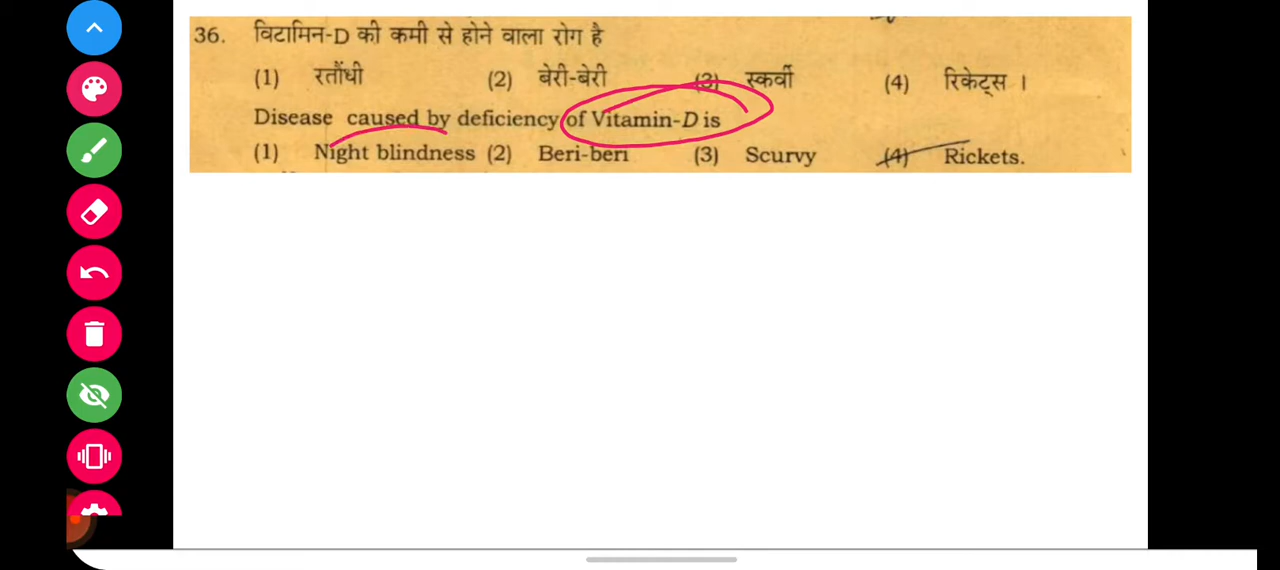 36. विटामिन-D की कमी से होने वाला रोग है
(1) रतौंधी (2) बेरी-बेरी (3) स्कर्वी (4) रिकेट्स ।
Disease caused by deficiency of Vitamin-D is
(1) Night blindness (2) Beri-beri (3) Scurvy (4) Rickets.